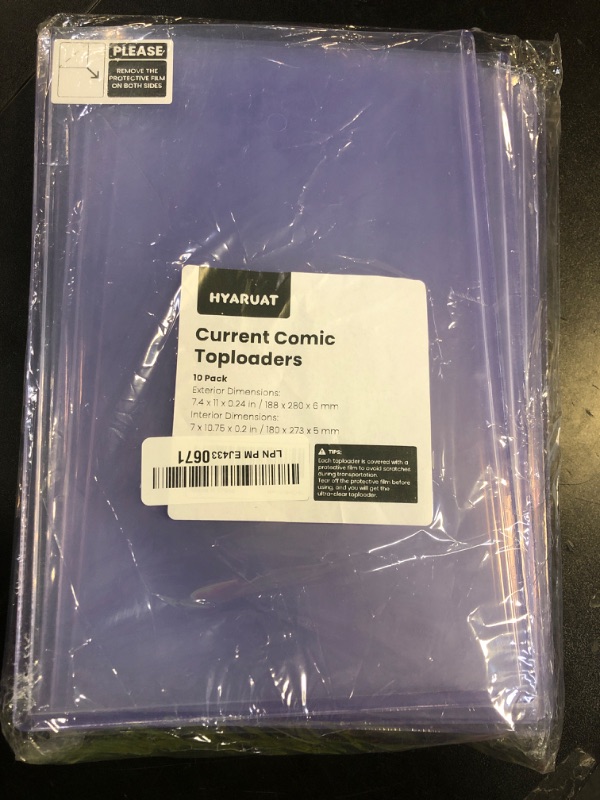 PLEASE
REMOVE THE
PROTECTIVE FILM
ON BOTH SIDES
HYARUAT
Current Comic
Toploaders
10 Pack
Exterior Dimensions:
7.4 x 11 x 0.24 in / 188 x 280 x 6 mm
Interior Dimensions:
7 x 10.75 x 0.2 in / 180 x 273 x 5 mm
LPN PM EJ4330671
TIPS:
Each toploader is covered with a
protective film to avoid scratches
during transportation.
Tear off the protective film before
using, and you will get the
ultra-clear toploader.